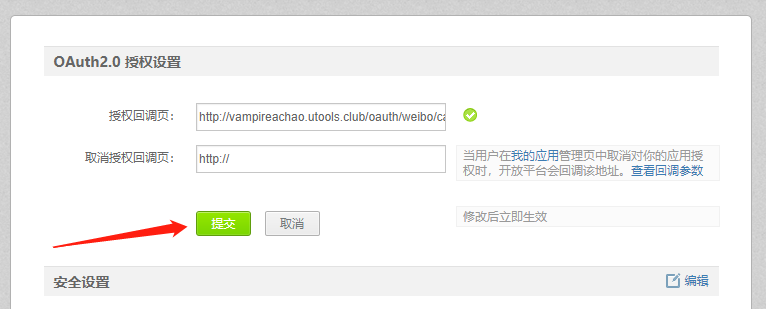 OAuth2.0 授权设置
授权回调页：
http://vampireachao.utools.club/oauth/weibo/ca
取消授权回调页：
http://
当用户在我的应用管理页中取消对你的应用授
权时，开放平台会回调该地址。查看回调参数
提交
取消
修改后立即生效
安全设置
编辑